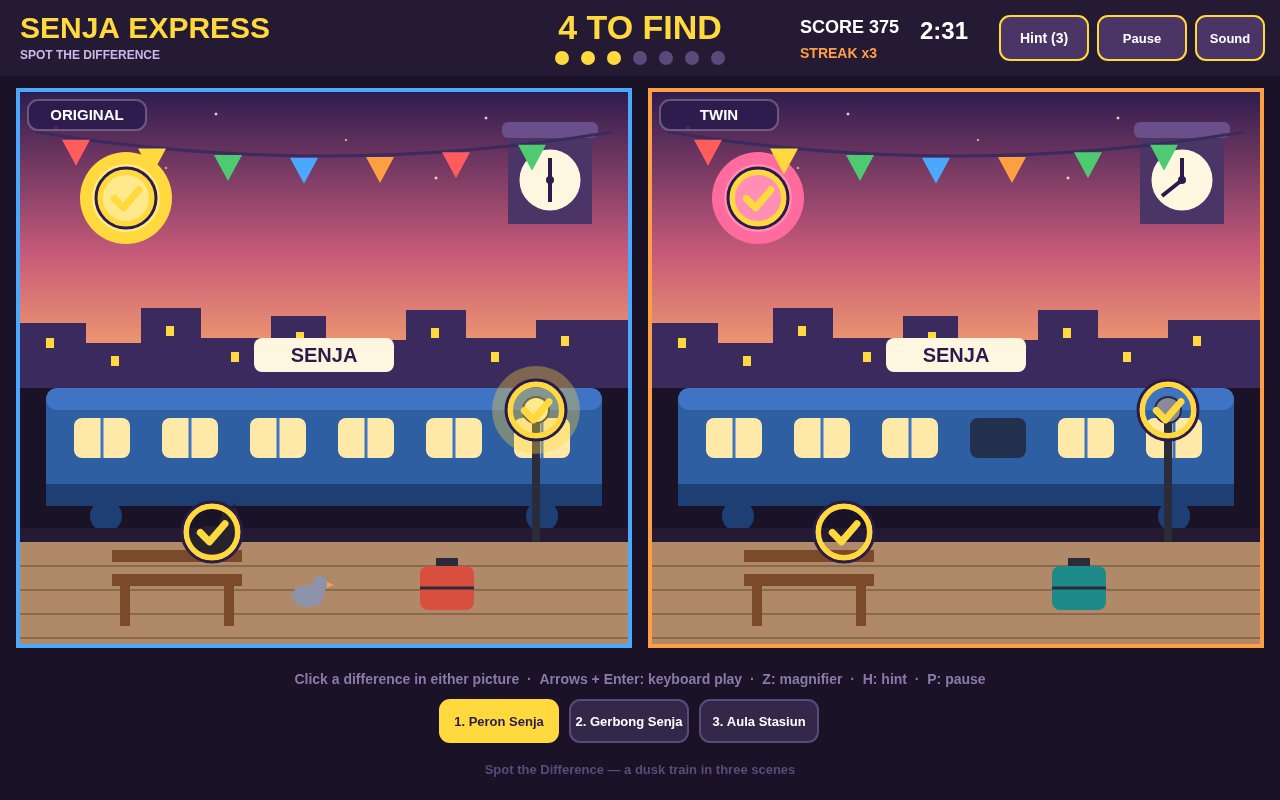 SENJA EXPRESS
SPOT THE DIFFERENCE
4 TO FIND
SCORE 375
STREAK x3
2:31
Hint (3)
Pause
Sound
ORIGINAL
TWIN
SENJA
SENJA
Click a difference in either picture · Arrows + Enter: keyboard play · Z: magnifier · H: hint · P: pause
1. Peron Senja
2. Gerbong Senja
3. Aula Stasiun
Spot the Difference — a dusk train in three scenes